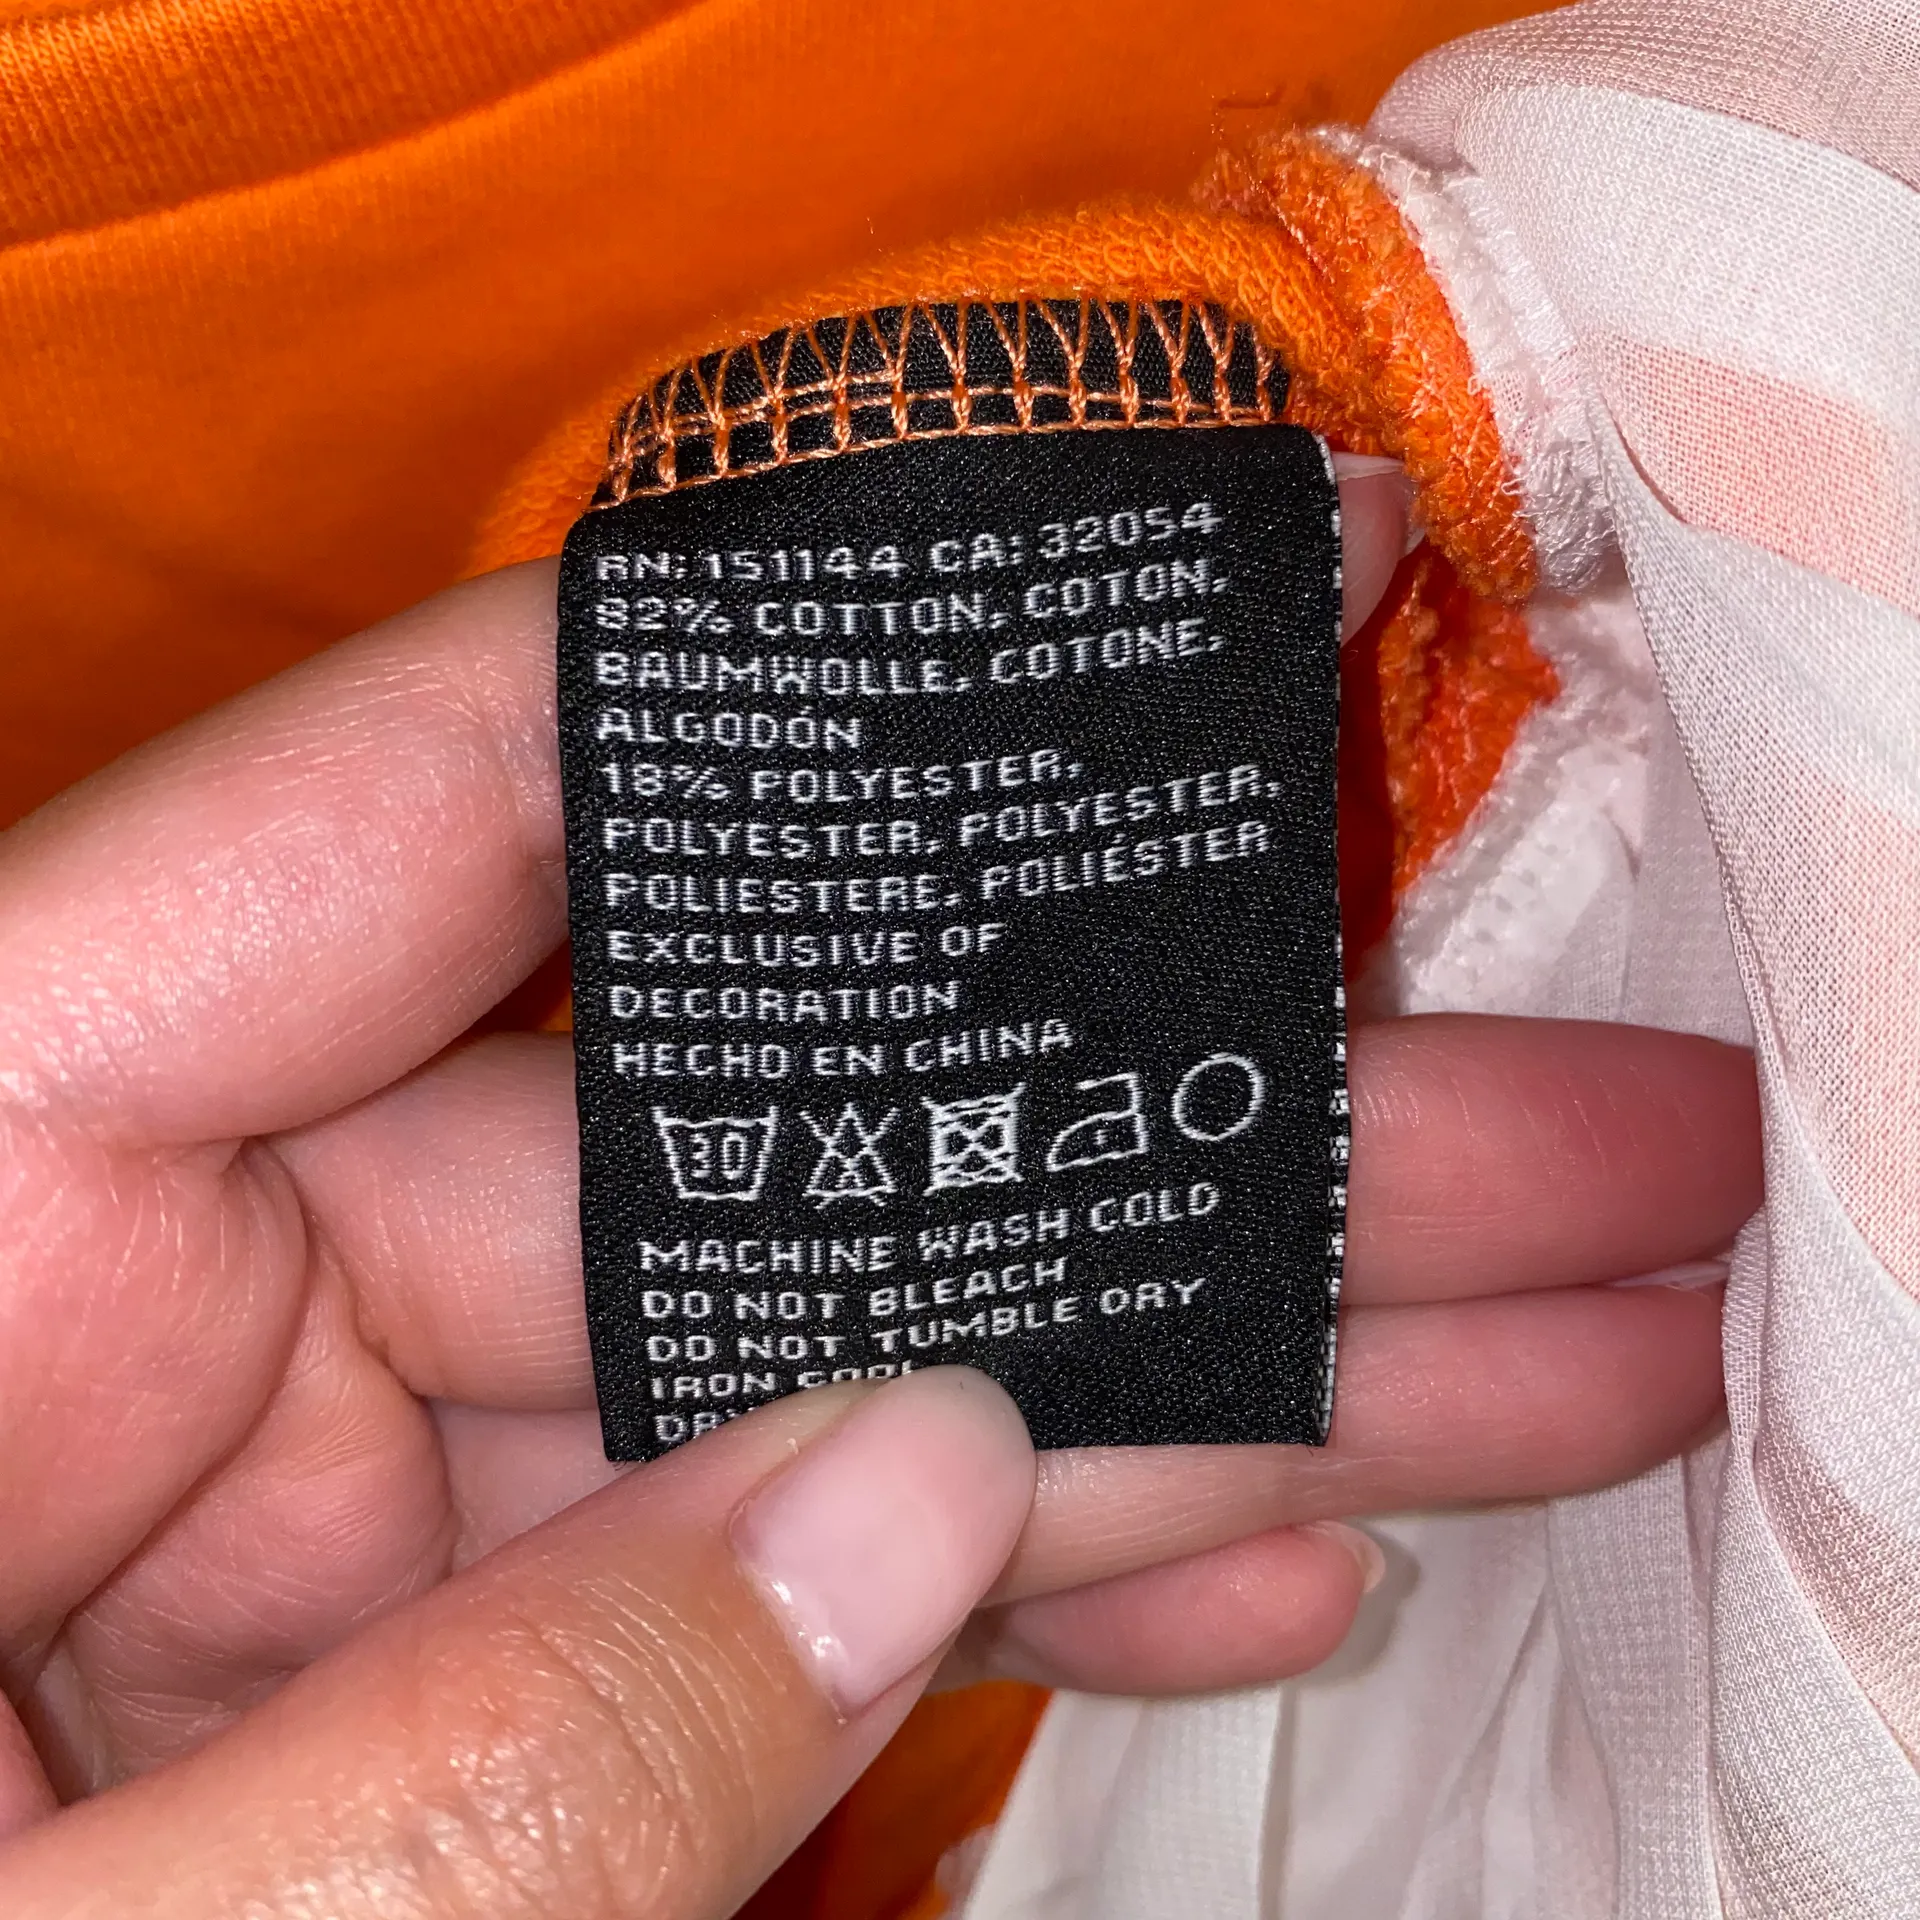 RN: 151144 CA: 32054
82% COTTON, COTON,
BAUMWOLLE, COTONE,
ALGODÓN
18% POLYESTER,
POLYESTER, POLYESTER,
POLIESTERE, POLIÉSTER
EXCLUSIVE OF
DECORATION
HECHO EN CHINA
30
MACHINE WASH COLD
DO NOT BLEACH
DO NOT TUMBLE DRY
IRON COOL